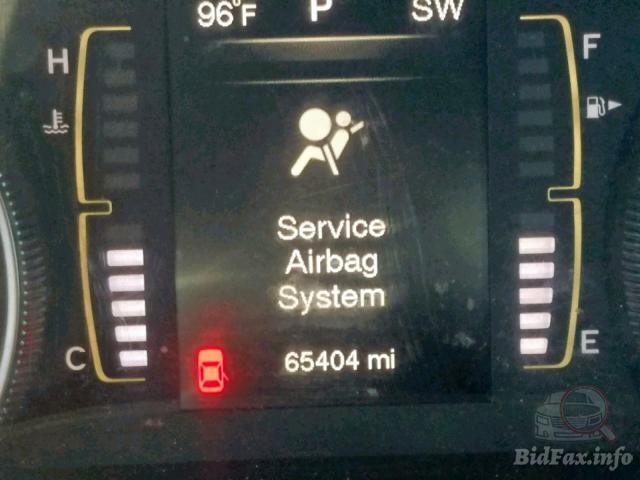 96°F P SW
H F
Service
Airbag
System
C E
65404 mi
BidFax.info